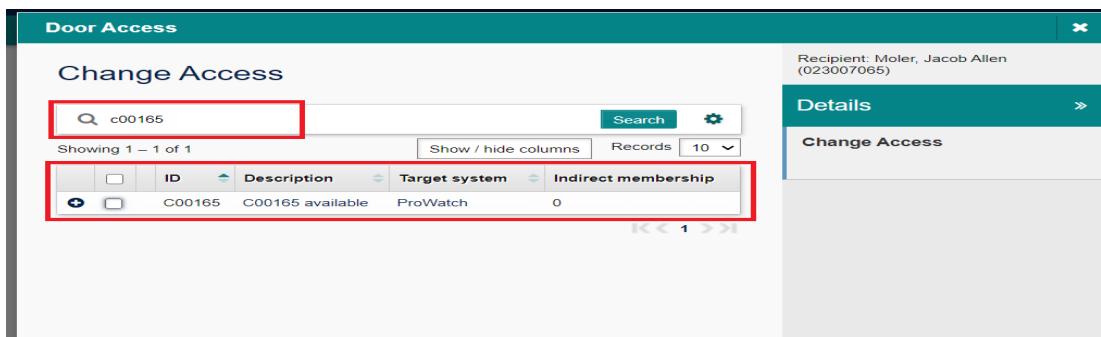 Door Access
Change Access
c00165
Search
Showing 1 – 1 of 1
Show / hide columns
Records 10
ID Description Target system Indirect membership
C00165 C00165 available ProWatch 0
1
Recipient: Moler, Jacob Allen
(023007065)
Details
Change Access